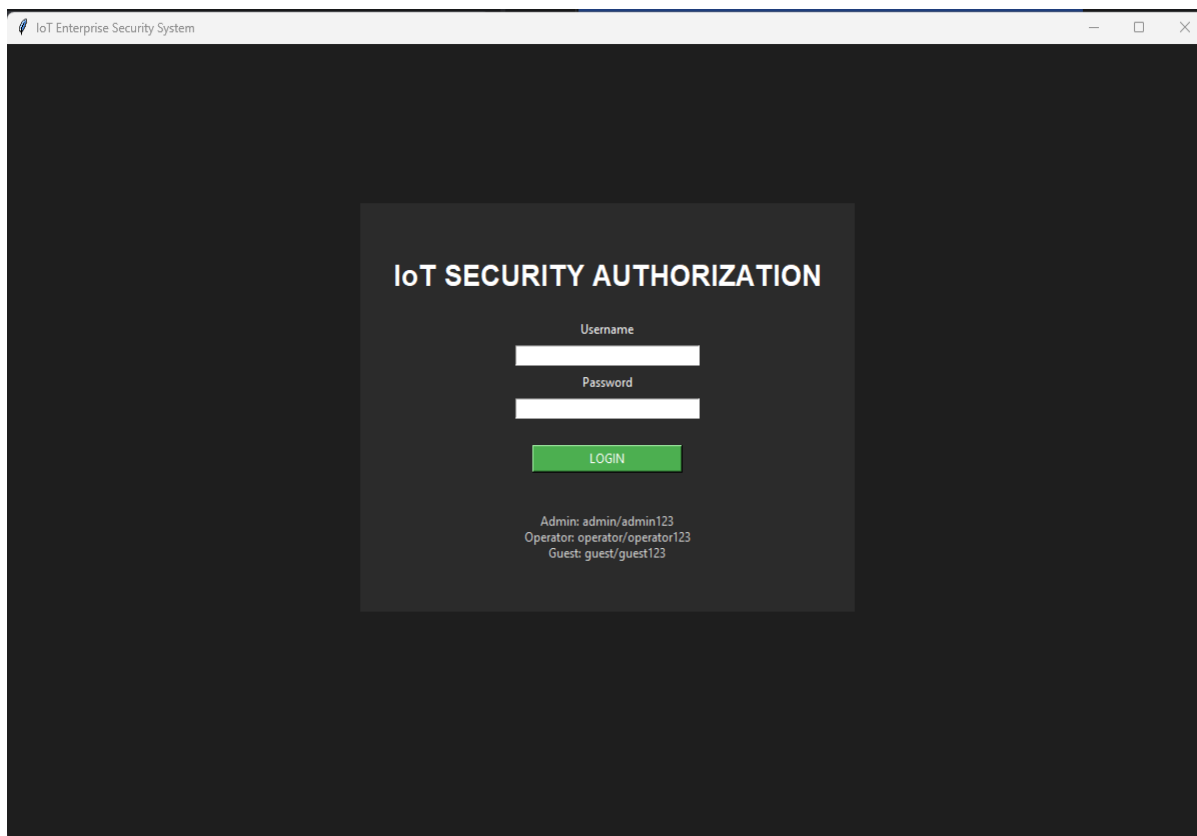 IoT Enterprise Security System
IoT SECURITY AUTHORIZATION
Username
Password
LOGIN
Admin: admin/admin123
Operator: operator/operator123
Guest: guest/guest123